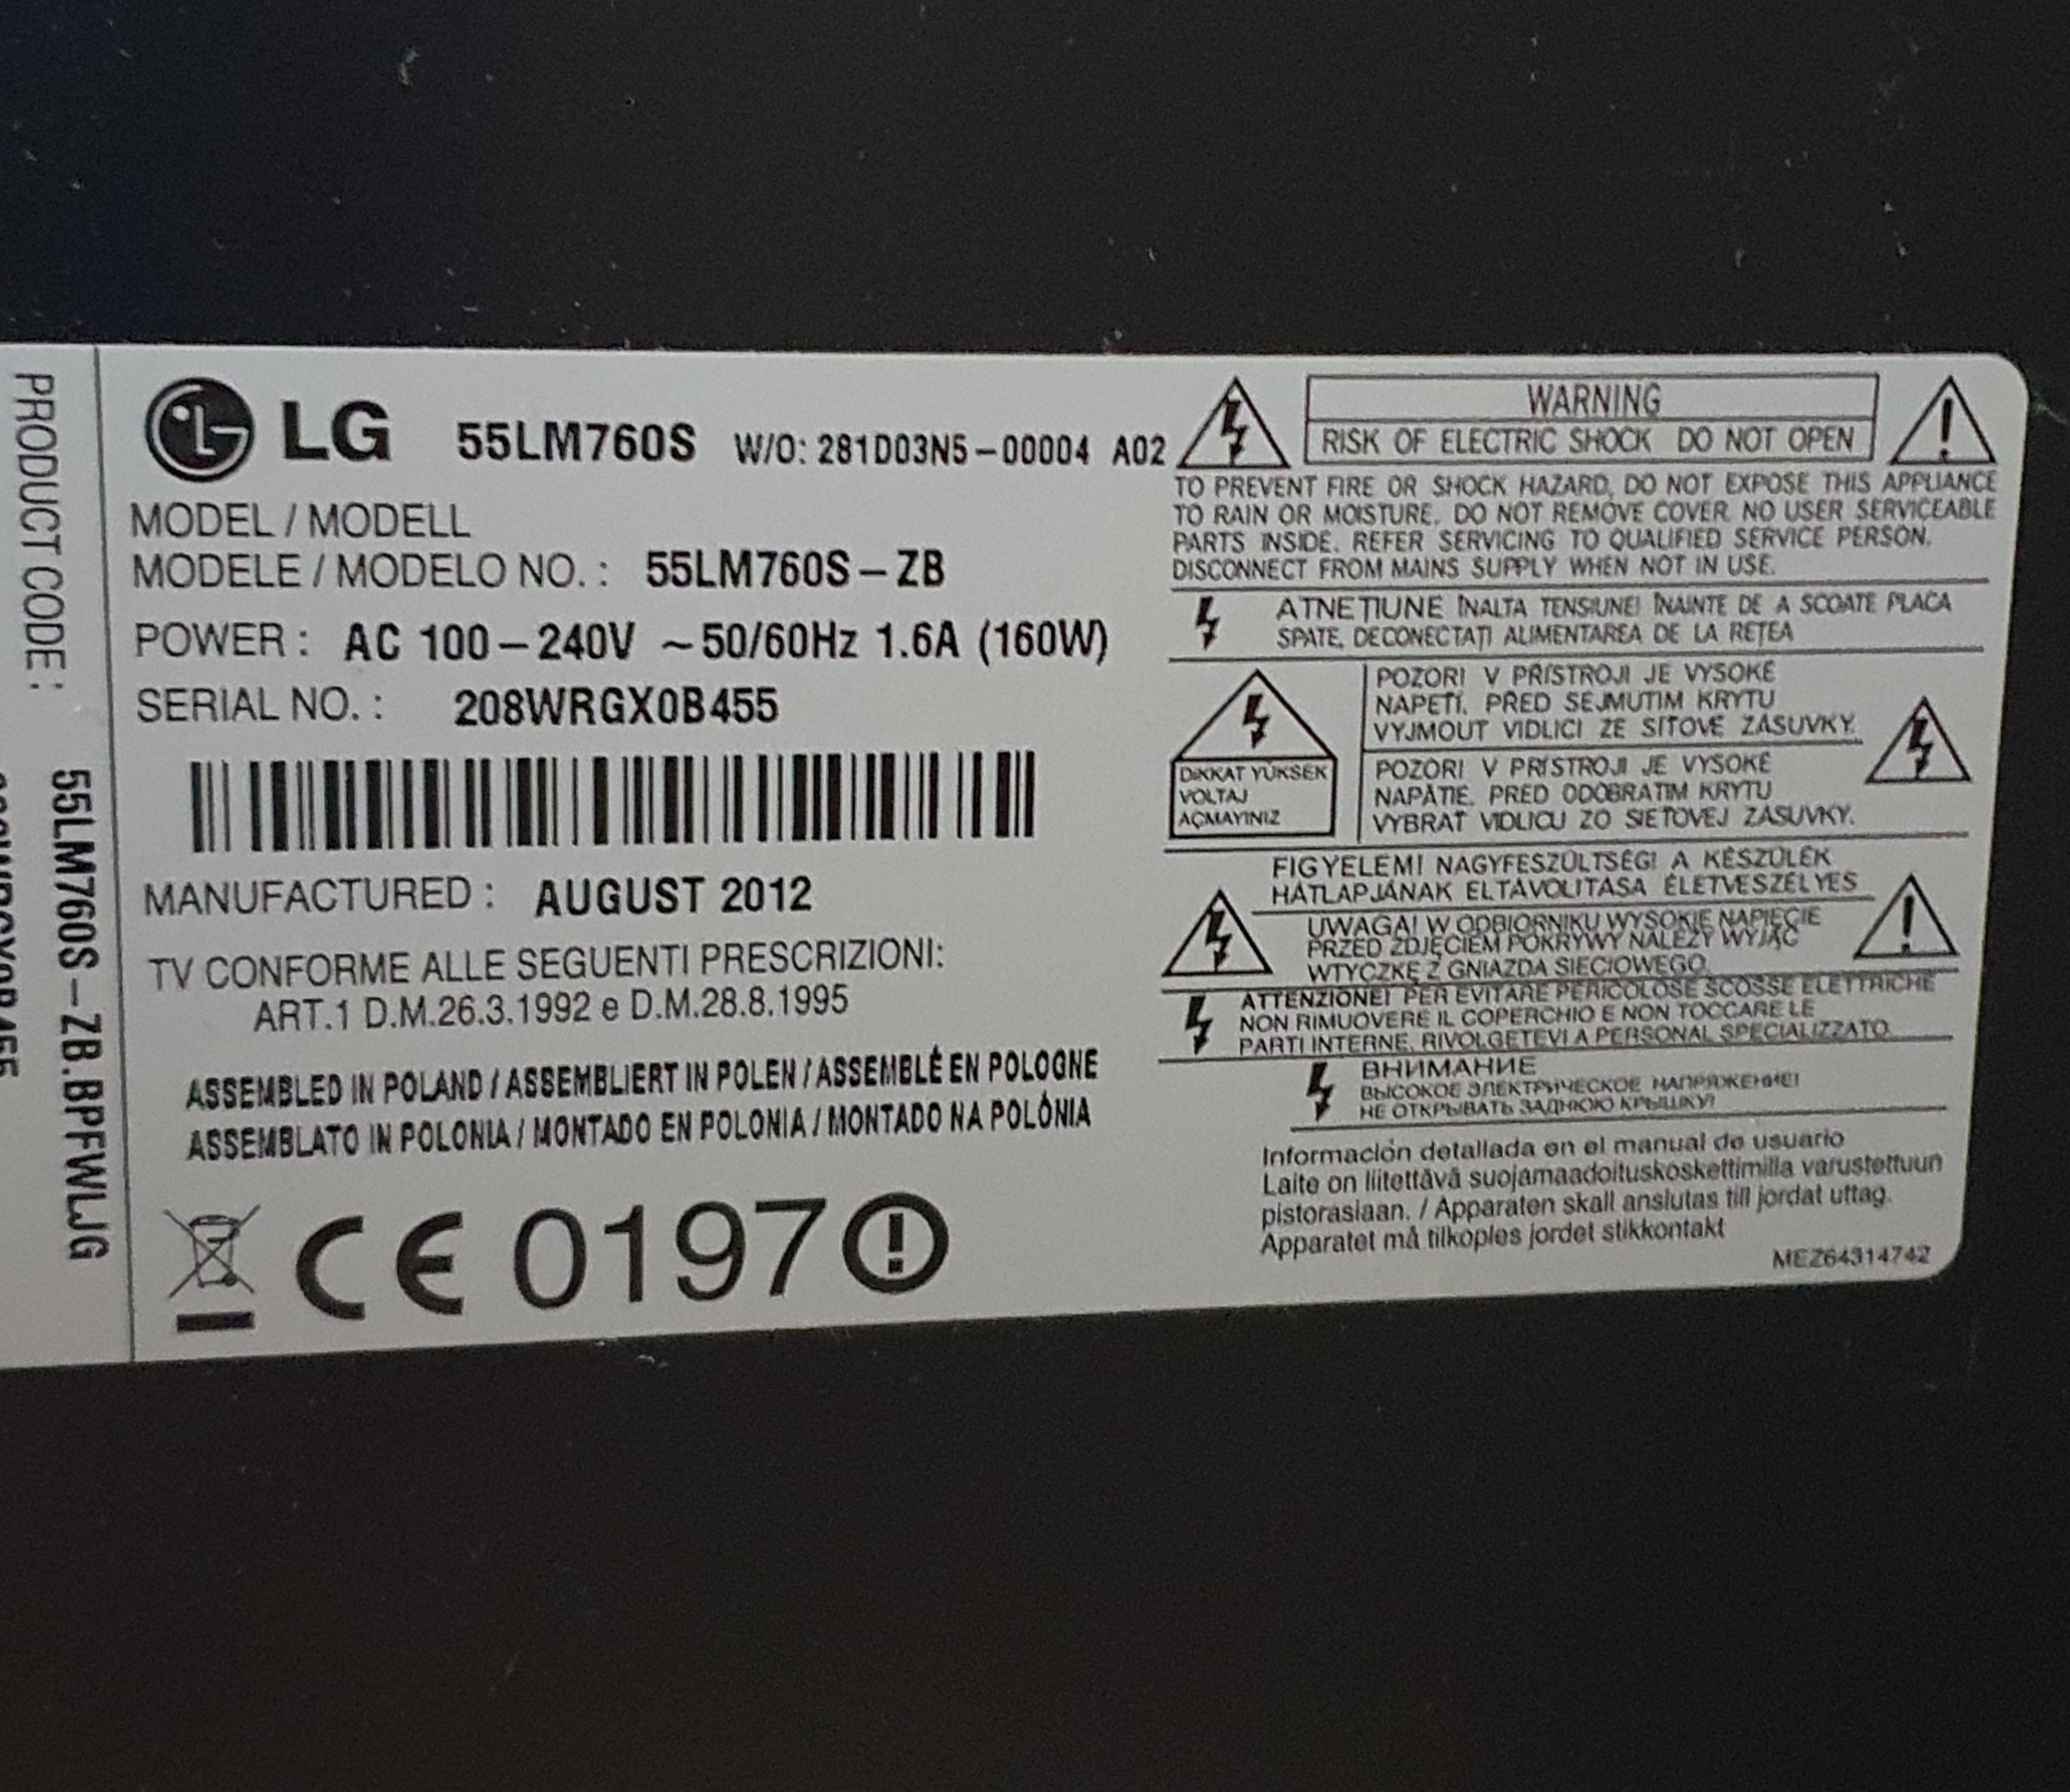 PRODUCT CODE : 55LM760S-ZB.BPFWLJG
LG 55LM760S W/O: 281D03N5-00004 A02
MODEL / MODELL
MODELE / MODELO NO. : 55LM760S-ZB
POWER : AC 100-240V ~50/60Hz 1.6A (160W)
SERIAL NO. : 208WRGX0B455
MANUFACTURED : AUGUST 2012
TV CONFORME ALLE SEGUENTI PRESCRIZIONI:
ART.1 D.M.26.3.1992 e D.M.28.8.1995
ASSEMBLED IN POLAND / ASSEMBLIERT IN POLEN / ASSEMBLÉ EN POLOGNE
ASSEMBLATO IN POLONIA / MONTADO EN POLONIA / MONTADO NA POLÓNIA
CE 0197
WARNING
RISK OF ELECTRIC SHOCK DO NOT OPEN
TO PREVENT FIRE OR SHOCK HAZARD, DO NOT EXPOSE THIS APPLIANCE
TO RAIN OR MOISTURE. DO NOT REMOVE COVER. NO USER SERVICEABLE
PARTS INSIDE. REFER SERVICING TO QUALIFIED SERVICE PERSON.
DISCONNECT FROM MAINS SUPPLY WHEN NOT IN USE.
ATNEȚIUNE ÎNALTA TENSIUNE! ÎNAINTE DE A SCOATE PLACA
SPATE, DECONECTAȚI ALIMENTAREA DE LA REȚEA
DİKKAT YÜKSEK
VOLTAJ
AÇMAYINIZ
POZOR! V PŘÍSTROJI JE VYSOKÉ
NAPĚTÍ. PŘED SEJMUTÍM KRYTU
VYJMOUT VIDLICI ZE SÍŤOVÉ ZÁSUVKY.
POZOR! V PRÍSTROJI JE VYSOKÉ
NAPÄTIE. PRED ODOBRATÍM KRYTU
VYBRAŤ VIDLICU ZO SIEŤOVEJ ZÁSUVKY.
FIGYELEM! NAGYFESZÜLTSÉG! A KÉSZÜLÉK
HÁTLAPJÁNAK ELTÁVOLÍTÁSA ÉLETVESZÉLYES
UWAGA! W ODBIORNIKU WYSOKIE NAPIĘCIE
PRZED ZDJĘCIEM POKRYWY NALEŻY WYJĄĆ
WTYCZKĘ Z GNIAZDA SIECIOWEGO.
ATTENZIONE! PER EVITARE PERICOLOSE SCOSSE ELETTRICHE
NON RIMUOVERE IL COPERCHIO E NON TOCCARE LE
PARTI INTERNE, RIVOLGETEVI A PERSONAL SPECIALIZZATO.
ВНИМАНИЕ
ВЫСОКОЕ ЭЛЕКТРИЧЕСКОЕ НАПРЯЖЕНИЕ!
НЕ ОТКРЫВАТЬ ЗАДНЮЮ КРЫШКУ!
Información detallada en el manual de usuario
Laite on liitettävä suojamaadoituskoskettimilla varustettuun
pistorasiaan. / Apparaten skall anslutas till jordat uttag.
Apparatet må tilkoples jordet stikkontakt
MEZ64314742